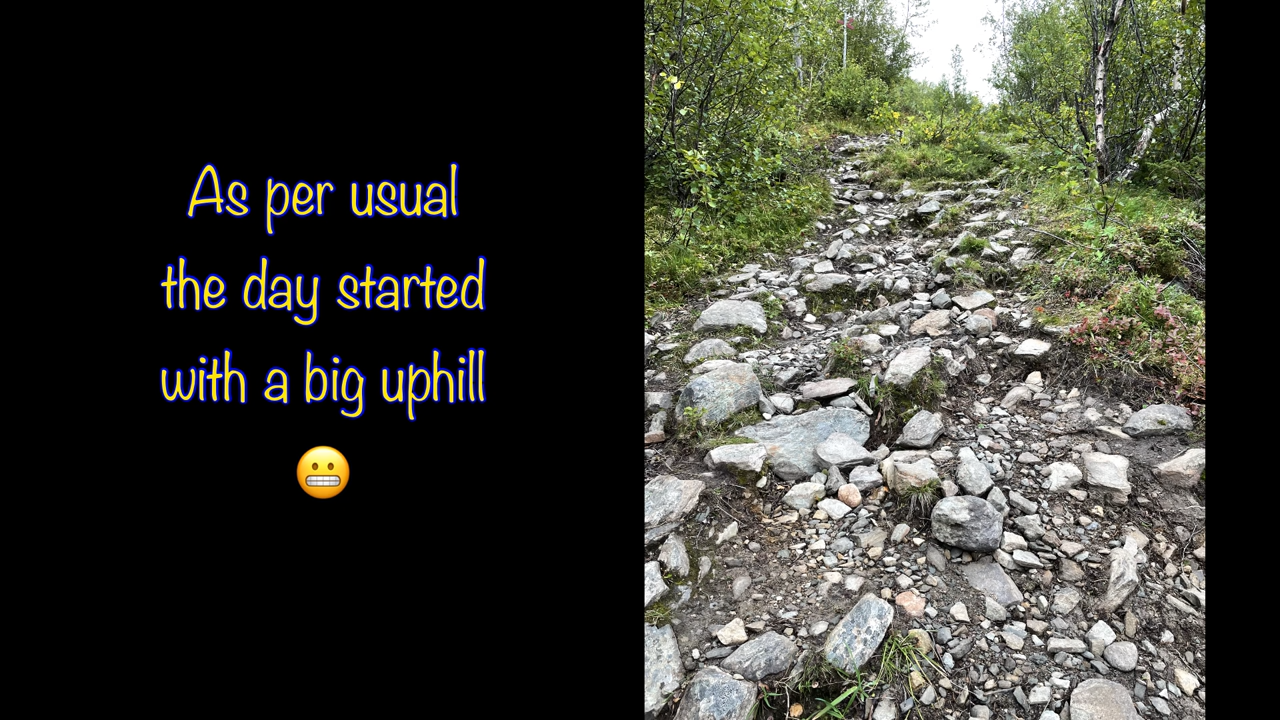 As per usual
the day started
with a big uphill
😬